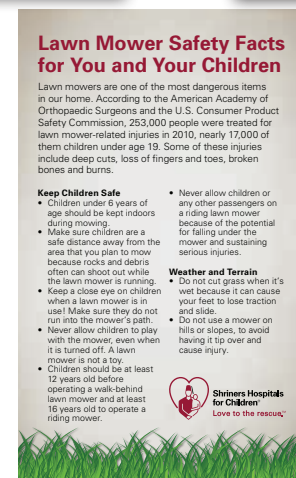 Lawn Mower Safety Facts
for You and Your Children
Lawn mowers are one of the most dangerous items
in our home. According to the American Academy of
Orthopaedic Surgeons and the U.S. Consumer Product
Safety Commission, 253,000 people were treated for
lawn mower-related injuries in 2010, nearly 17,000 of
them children under age 19. Some of these injuries
include deep cuts, loss of fingers and toes, broken
bones and burns.
Keep Children Safe
• Children under 6 years of
age should be kept indoors
during mowing.
• Make sure children are a
safe distance away from the
area that you plan to mow
because rocks and debris
often can shoot out while
the lawn mower is running.
• Keep a close eye on children
when a lawn mower is in
use! Make sure they do not
run into the mower's path.
• Never allow children to play
with the mower, even when
it is turned off. A lawn
mower is not a toy.
• Children should be at least
12 years old before
operating a walk-behind
lawn mower and at least
16 years old to operate a
riding mower.
• Never allow children or
any other passengers on
a riding lawn mower
because of the potential
for falling under the
mower and sustaining
serious injuries.
Weather and Terrain
• Do not cut grass when it's
wet because it can cause
your feet to lose traction
and slide.
• Do not use a mower on
hills or slopes, to avoid
having it tip over and
cause injury.
Shriners Hospitals
for Children®
Love to the rescue.™